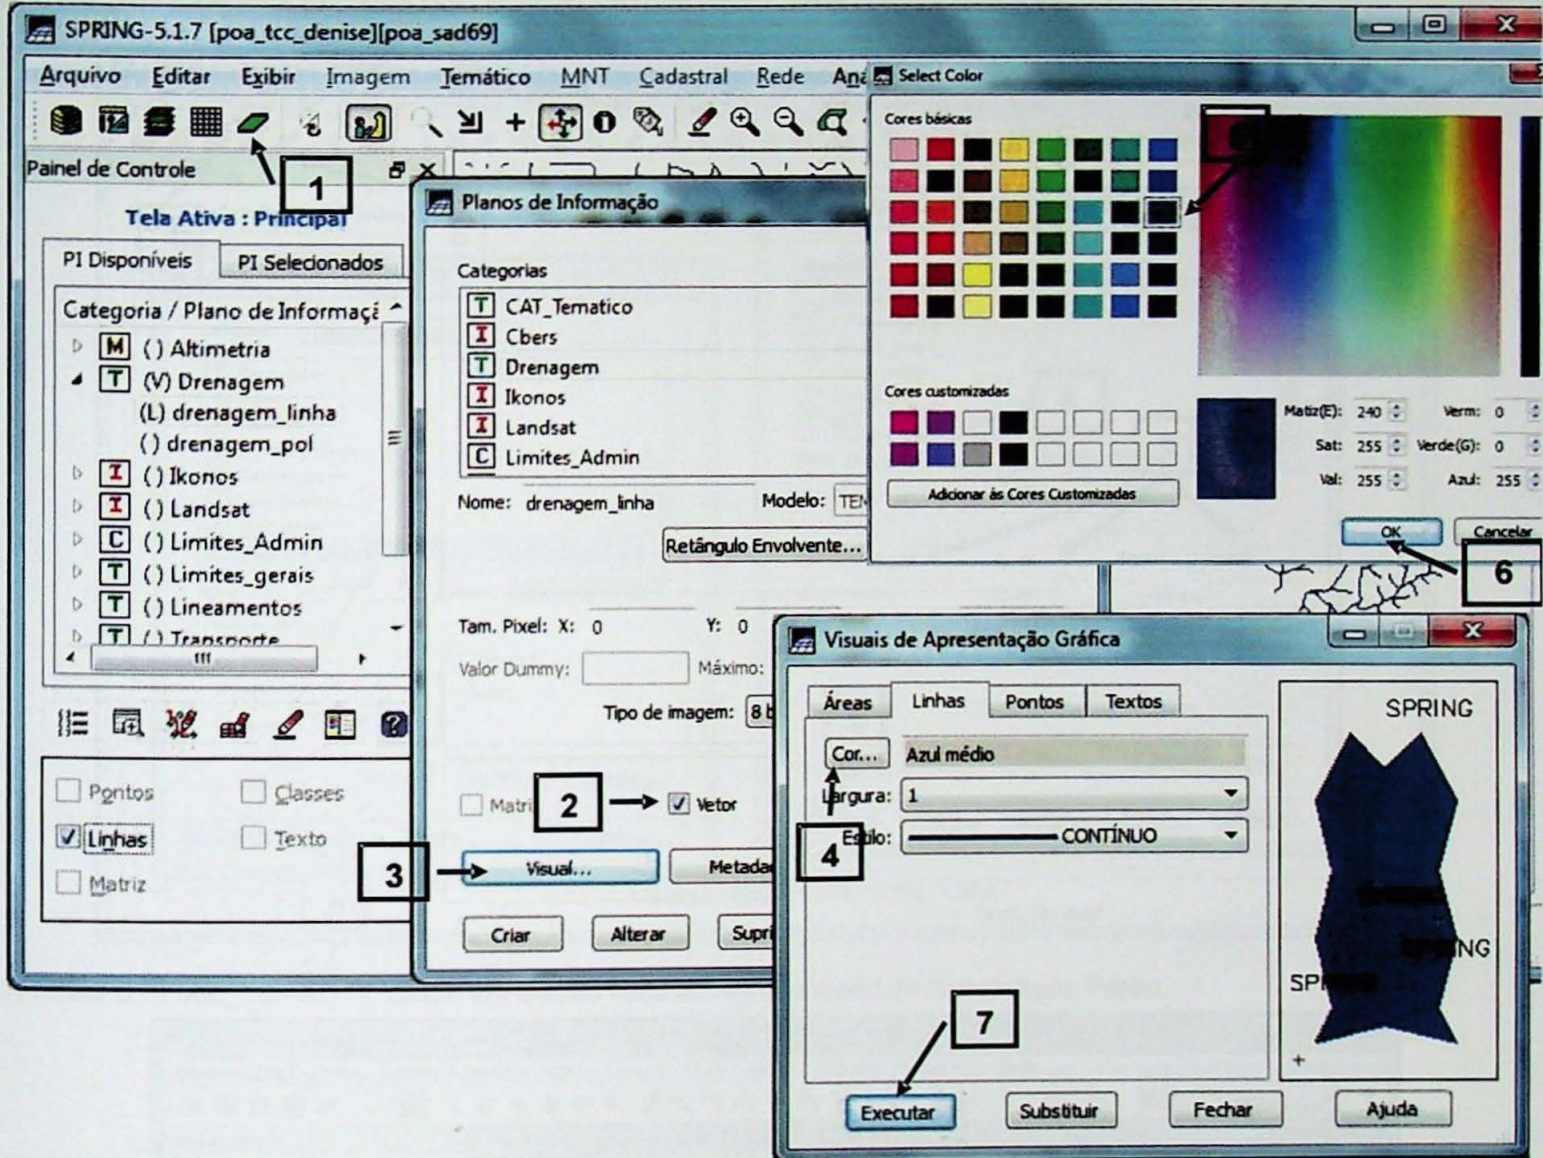 SPRING-5.1.7 [poa_tcc_denise][poa_sad69]
Arquivo Editar Exibir Imagem Temático MNT Cadastral Rede
1
Painel de Controle
Tela Ativa : Principal
PI Disponíveis PI Selecionados
Categoria / Plano de Informaçã
M ( ) Altimetria
T (V) Drenagem
(L) drenagem_linha
( ) drenagem_pol
I ( ) Ikonos
I ( ) Landsat
C ( ) Limites_Admin
T ( ) Limites_gerais
T ( ) Lineamentos
T ( ) Transporte
Pontos Classes
Linhas Texto
Matriz
Planos de Informação
Categorias
T CAT_Tematico
I Cbers
T Drenagem
I Ikonos
I Landsat
C Limites_Admin
Nome: drenagem_linha Modelo: TEM
Retângulo Envolvente...
Tam. Pixel: X: 0 Y: 0
Valor Dummy: Máximo:
Tipo de imagem: 8 b
Matri 2 Vetor
3 Visual... Metada
Criar Alterar Supri
Select Color
Cores básicas
Cores customizadas
Adicionar às Cores Customizadas
Matiz(E): 240 Verm: 0
Sat: 255 Verde(G): 0
Val: 255 Azul: 255
OK Cancelar
6
Visuais de Apresentação Gráfica
Áreas Linhas Pontos Textos
Cor... Azul médio
Largura: 1
4 Estilo: CONTÍNUO
SPRING
7
Executar Substituir Fechar Ajuda